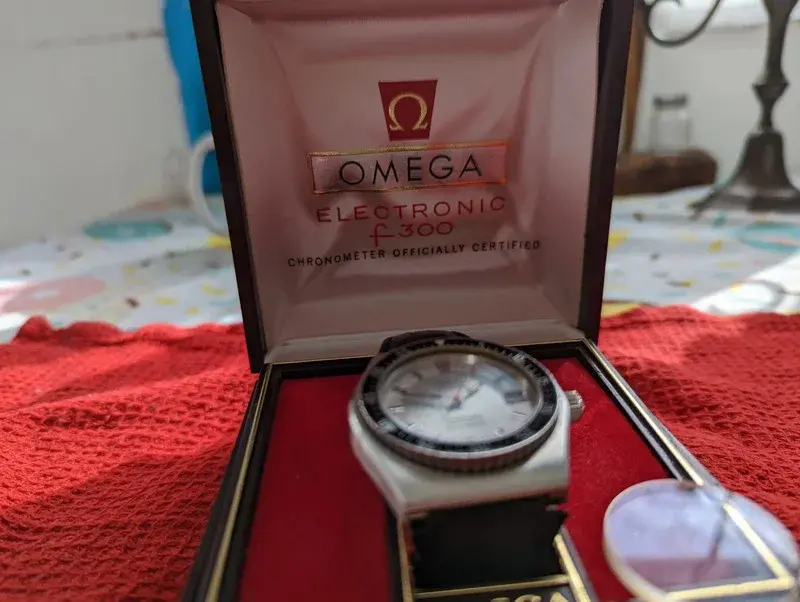 Ω
OMEGA
ELECTRONIC
f300
CHRONOMETER OFFICIALLY CERTIFIED